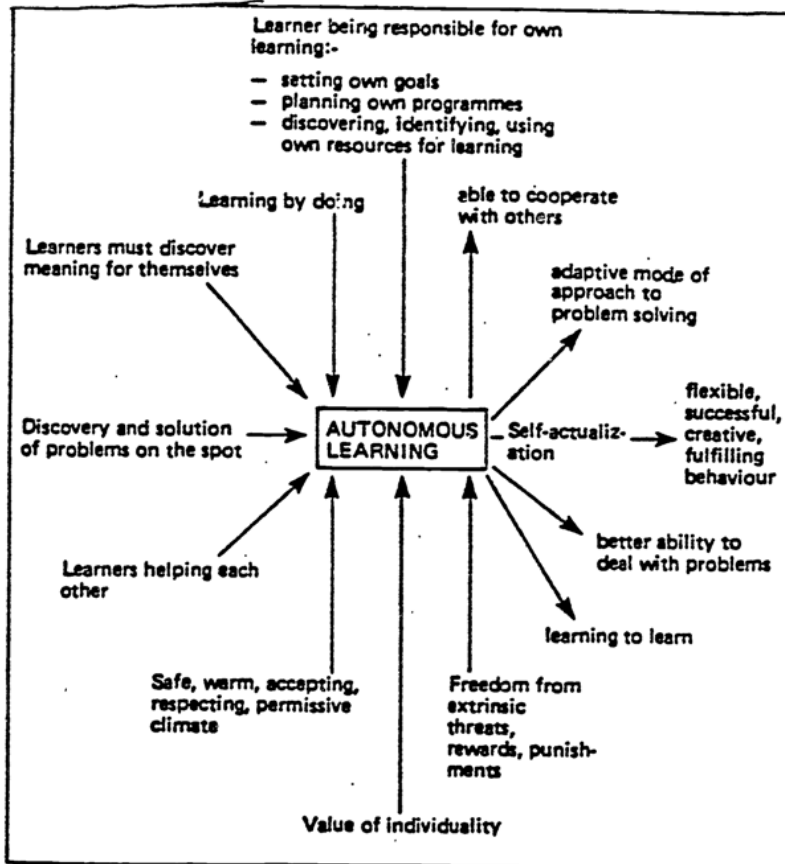 Learner being responsible for own
learning:-
— setting own goals
— planning own programmes
— discovering, identifying, using
own resources for learning
Learning by doing
able to cooperate
with others
Learners must discover
meaning for themselves
adaptive mode of
approach to
problem solving
Discovery and solution
of problems on the spot
AUTONOMOUS
LEARNING
Self-actualiz-
ation
flexible,
successful,
creative,
fulfilling
behaviour
better ability to
deal with problems
Learners helping each
other
learning to learn
Safe, warm, accepting,
respecting, permissive
climate
Freedom from
extrinsic
threats,
rewards, punish-
ments
Value of individuality